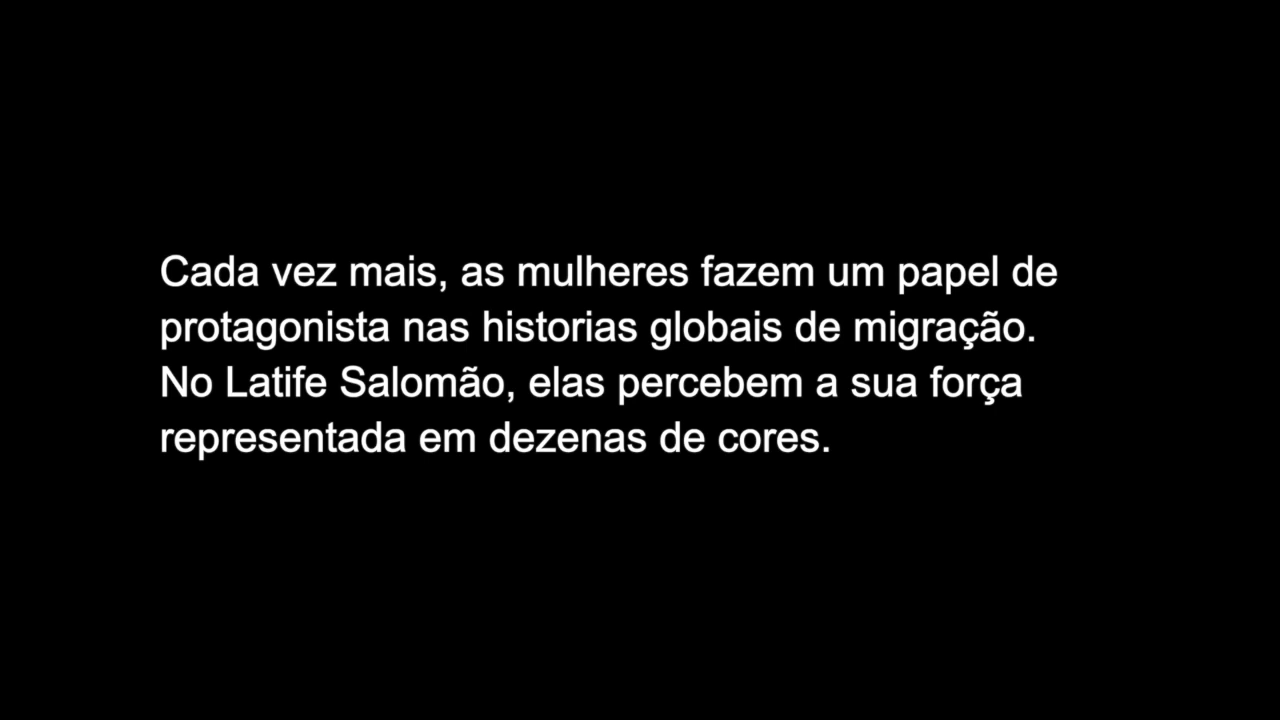 Cada vez mais, as mulheres fazem um papel de
protagonista nas historias globais de migração.
No Latife Salomão, elas percebem a sua força
representada em dezenas de cores.